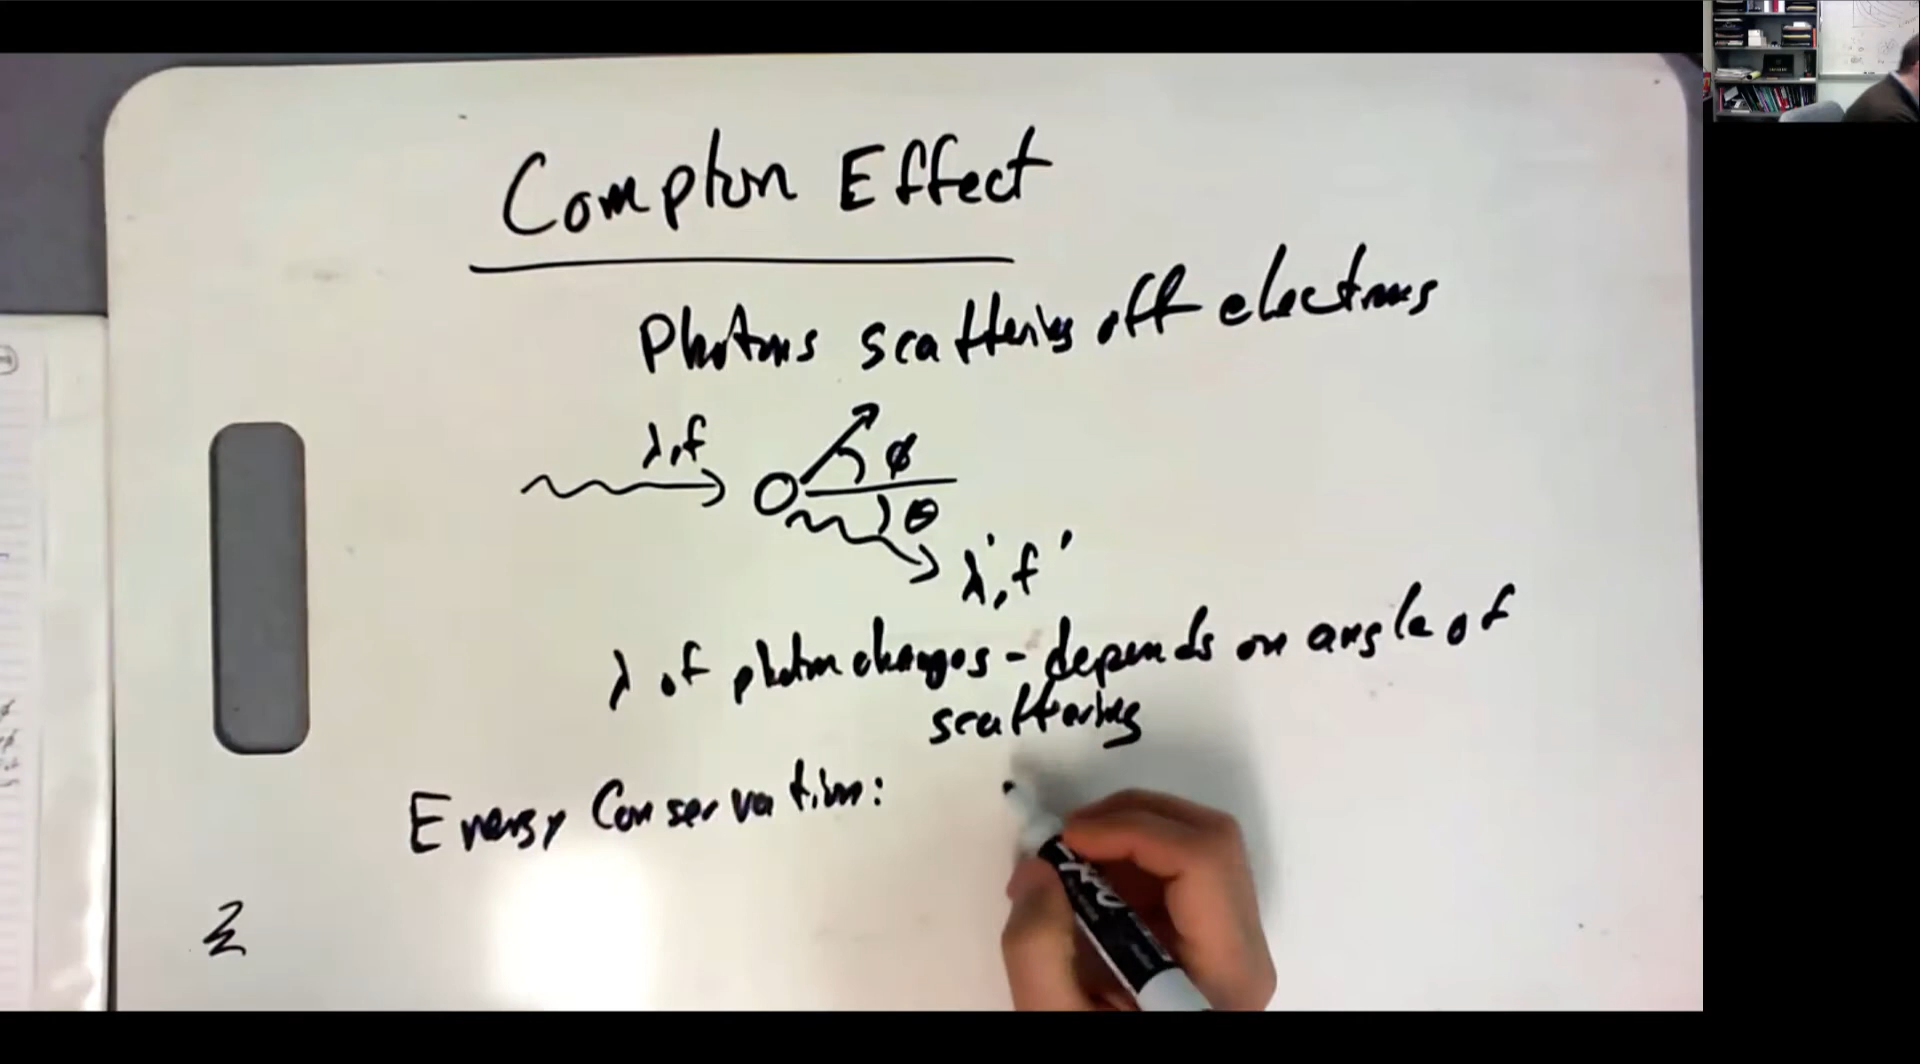 Compton Effect
Photons scattering off electrons
λ, f
ϕ
θ
λ', f'
λ of photon changes - depends on angle of
scattering
Energy Conservation: